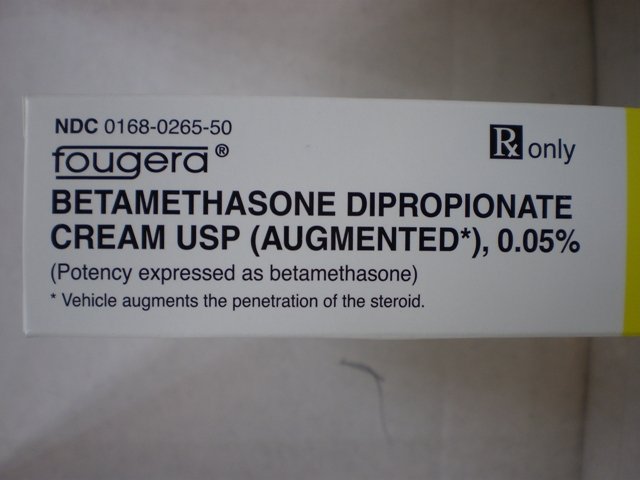 NDC 0168-0265-50
fougera®
Rx only
BETAMETHASONE DIPROPIONATE
CREAM USP (AUGMENTED*), 0.05%
(Potency expressed as betamethasone)
* Vehicle augments the penetration of the steroid.